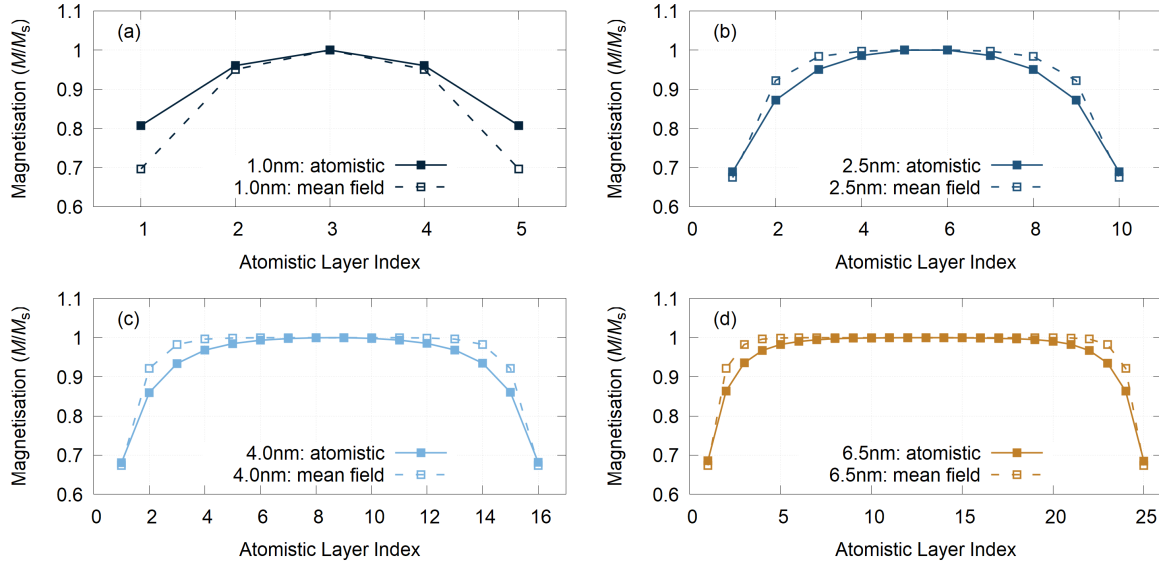 (a)
Magnetisation (M/Ms)
1.1
1
0.9
0.8
0.7
0.6
1.0nm: atomistic
1.0nm: mean field
1 2 3 4 5
Atomistic Layer Index
(b)
Magnetisation (M/Ms)
1.1
1
0.9
0.8
0.7
0.6
2.5nm: atomistic
2.5nm: mean field
0 2 4 6 8 10
Atomistic Layer Index
(c)
Magnetisation (M/Ms)
1.1
1
0.9
0.8
0.7
0.6
0.5
4.0nm: atomistic
4.0nm: mean field
0 2 4 6 8 10 12 14 16
Atomistic Layer Index
(d)
Magnetisation (M/Ms)
1.1
1
0.9
0.8
0.7
0.6
6.5nm: atomistic
6.5nm: mean field
0 5 10 15 20 25
Atomistic Layer Index